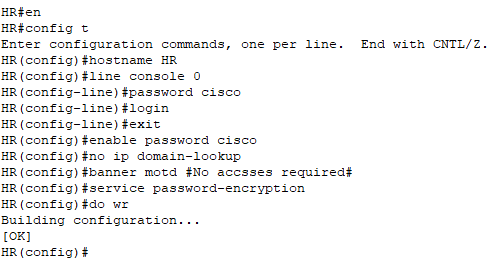 HR#en
HR#config t
Enter configuration commands, one per line.  End with CNTL/Z.
HR(config)#hostname HR
HR(config)#line console 0
HR(config-line)#password cisco
HR(config-line)#login
HR(config-line)#exit
HR(config)#enable password cisco
HR(config)#no ip domain-lookup
HR(config)#banner motd #No accsses required#
HR(config)#service password-encryption
HR(config)#do wr
Building configuration...
[OK]
HR(config)#